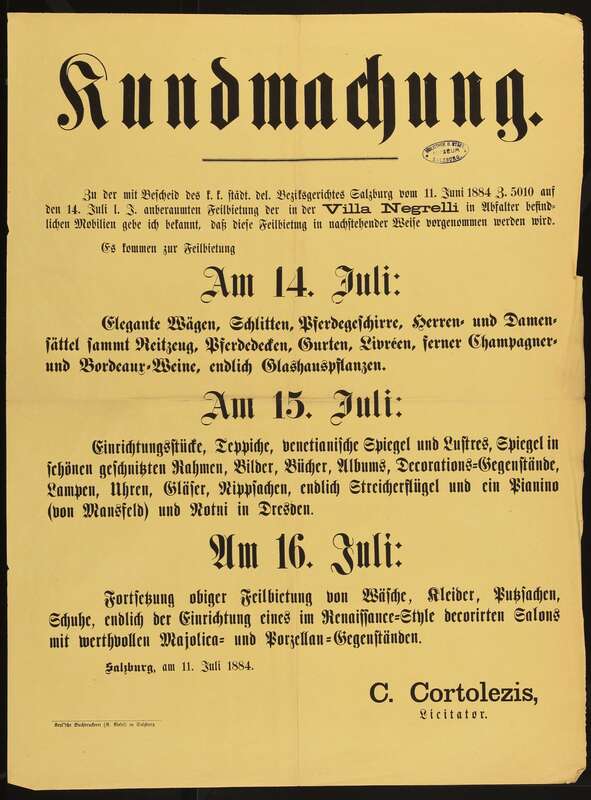 Kundmachung.
Zu der mit Bescheid des k. k. städt. del. Bezirksgerichtes Salzburg vom 11. Juni 1884 Z. 5010 auf
den 14. Juli l. J. anberaumten Feilbietung der in der Villa Negrelli in Abfalter befind-
lichen Mobilien gebe ich bekannt, daß diese Feilbietung in nachstehender Weise vorgenommen werden wird.
Es kommen zur Feilbietung
Am 14. Juli:
Elegante Wägen, Schlitten, Pferdegeschirre, Herren- und Damen-
sättel sammt Reitzeug, Pferdedecken, Gurten, Livréen, ferner Champagner-
und Bordeaux-Weine, endlich Glashauspflanzen.
Am 15. Juli:
Einrichtungsstücke, Teppiche, venetianische Spiegel und Lustres, Spiegel in
schönen geschnitzten Rahmen, Bilder, Bücher, Albums, Decorations-Gegenstände,
Lampen, Uhren, Gläser, Nippsachen, endlich Streicherflügel und ein Pianino
(von Mansfeld) und Notni in Dresden.
Am 16. Juli:
Fortsetzung obiger Feilbietung von Wäsche, Kleider, Putzsachen,
Schuhe, endlich der Einrichtung eines im Renaissance-Style decorirten Salons
mit werthvollen Majolica- und Porzellan-Gegenständen.
Salzburg, am 11. Juli 1884.
C. Cortolezis,
Licitator.
Buchdruckerei in Salzburg